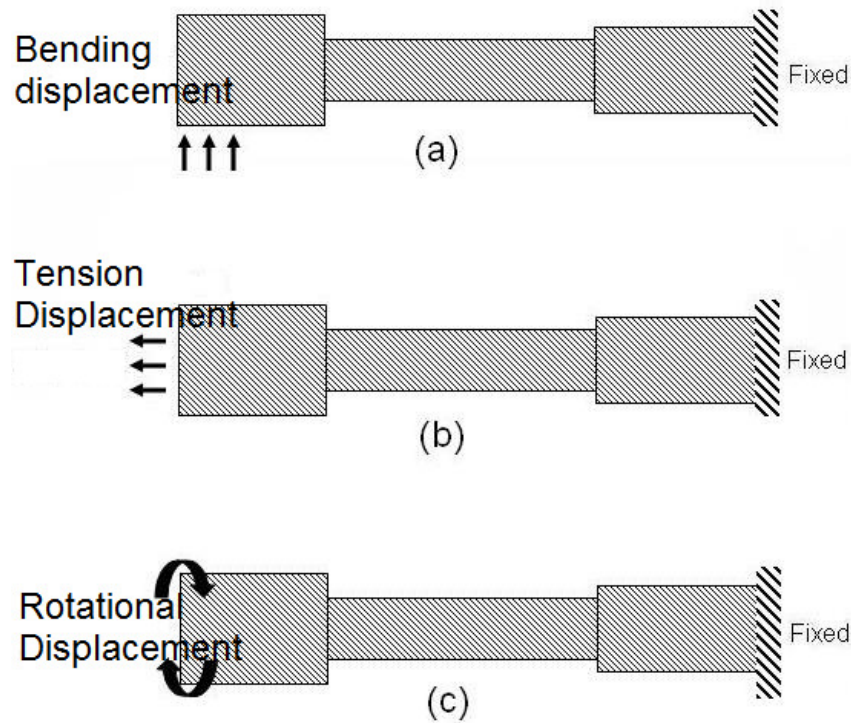 Bending
displacement
Fixed
(a)
Tension
Displacement
Fixed
(b)
Rotational
Displacement
Fixed
(c)